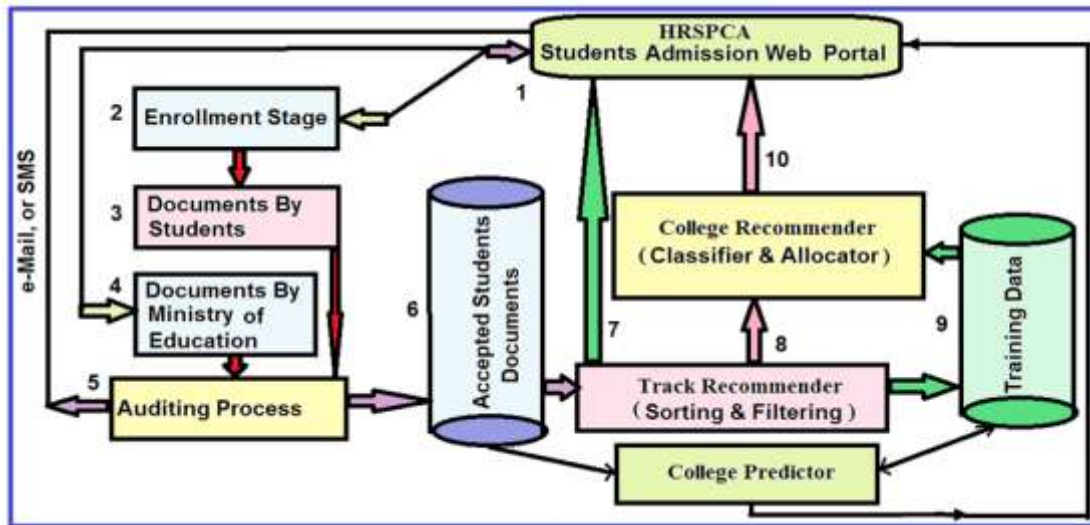 HRSPCA
Students Admission Web Portal
1
2
Enrollment Stage
e-Mail, or SMS
3
Documents By
Students
4
Documents By
Ministry of
Education
5
Auditing Process
6
Accepted Students
Documents
7
10
College Recommender
(Classifier & Allocator)
8
Track Recommender
(Sorting & Filtering)
9
Training Data
College Predictor